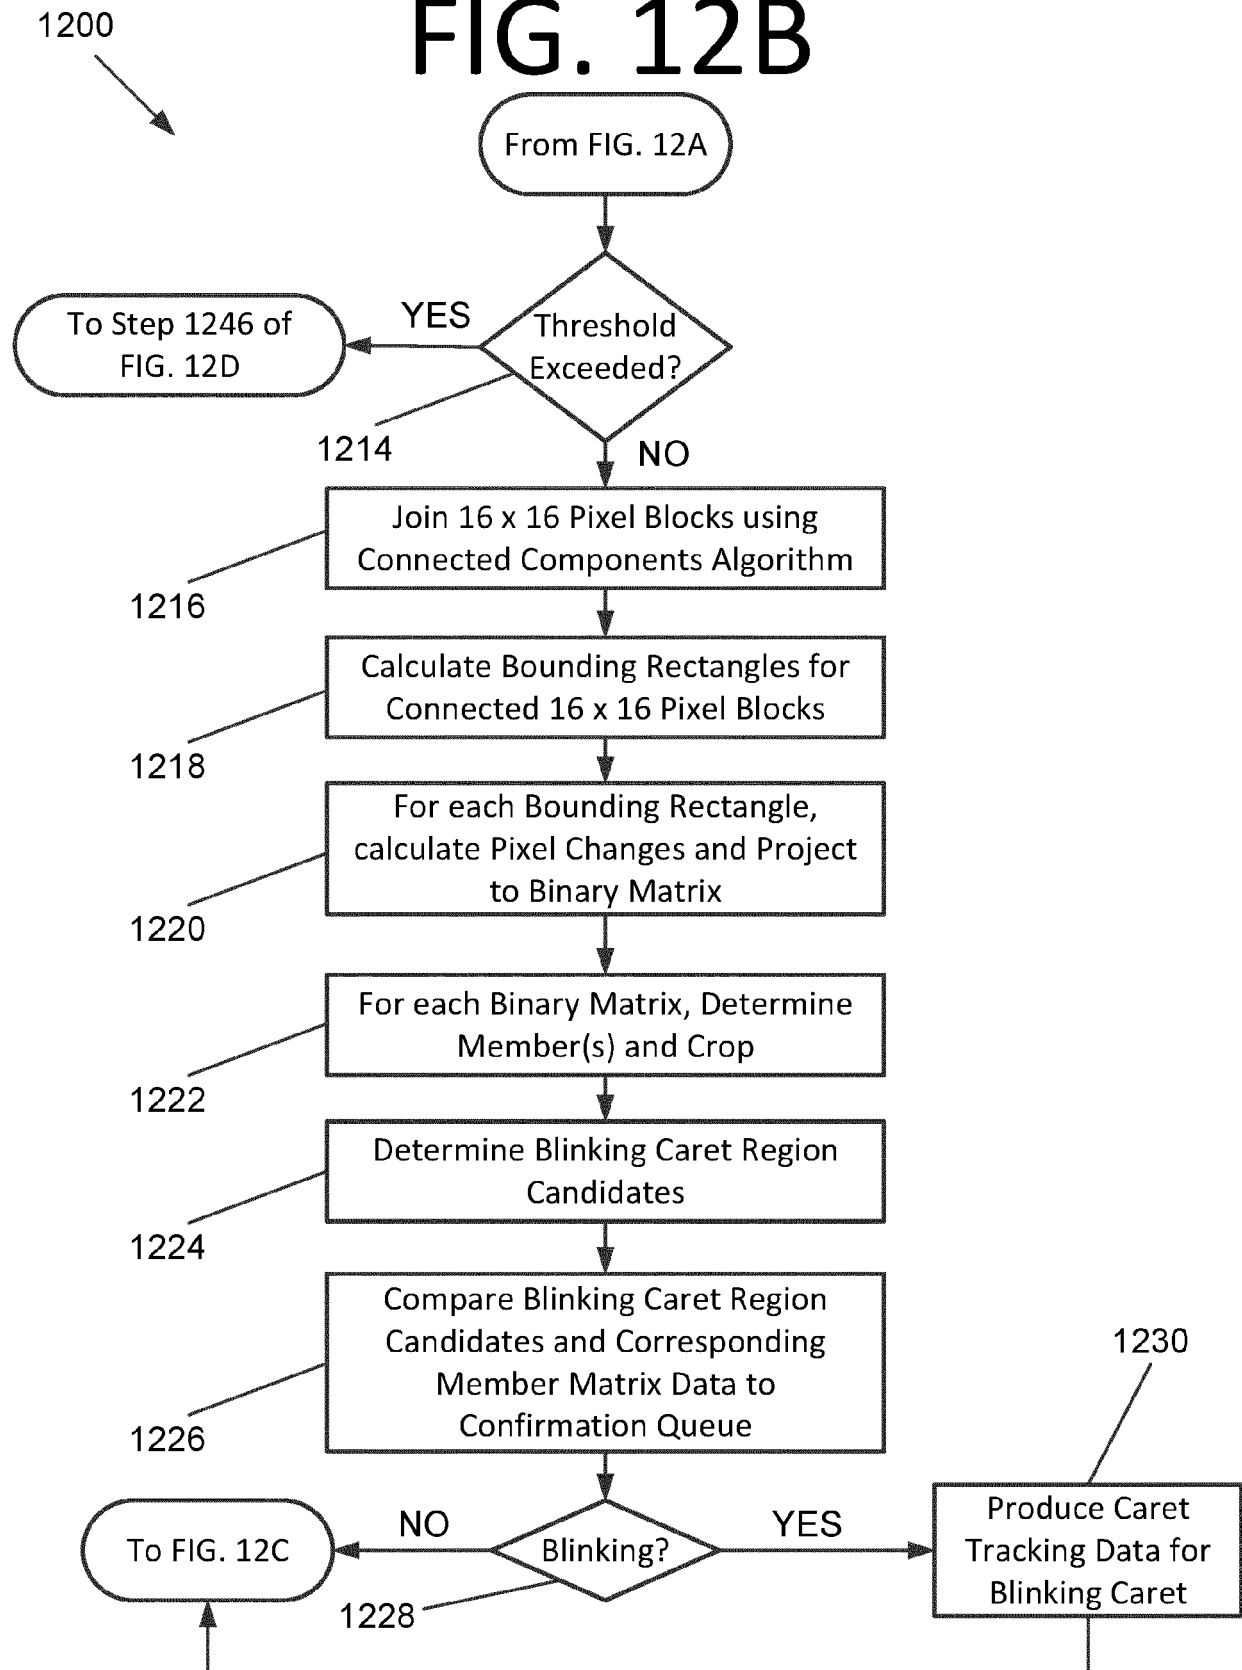 FIG. 12B
1200
From FIG. 12A
Threshold
Exceeded?
YES
To Step 1246 of
FIG. 12D
1214
NO
Join 16 x 16 Pixel Blocks using
Connected Components Algorithm
1216
Calculate Bounding Rectangles for
Connected 16 x 16 Pixel Blocks
1218
For each Bounding Rectangle,
calculate Pixel Changes and Project
to Binary Matrix
1220
For each Binary Matrix, Determine
Member(s) and Crop
1222
Determine Blinking Caret Region
Candidates
1224
Compare Blinking Caret Region
Candidates and Corresponding
Member Matrix Data to
Confirmation Queue
1226
Blinking?
1228
NO
To FIG. 12C
YES
1230
Produce Caret
Tracking Data for
Blinking Caret